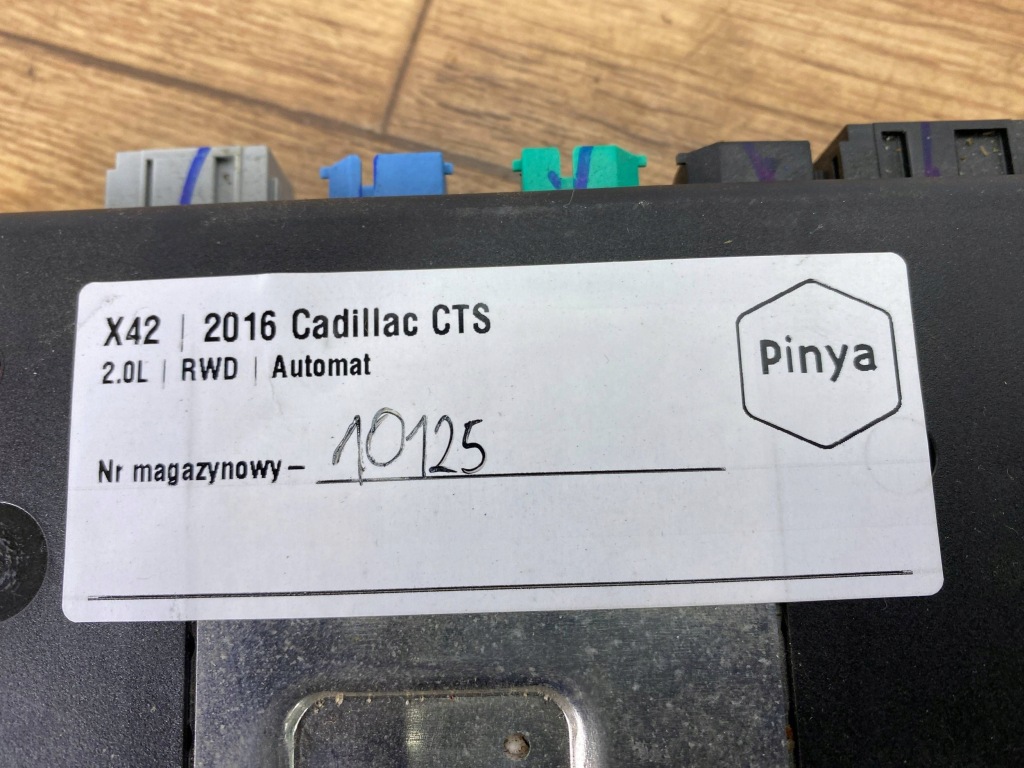 X42 | 2016 Cadillac CTS
2.0L | RWD | Automat
Pinya
Nr magazynowy – 10125